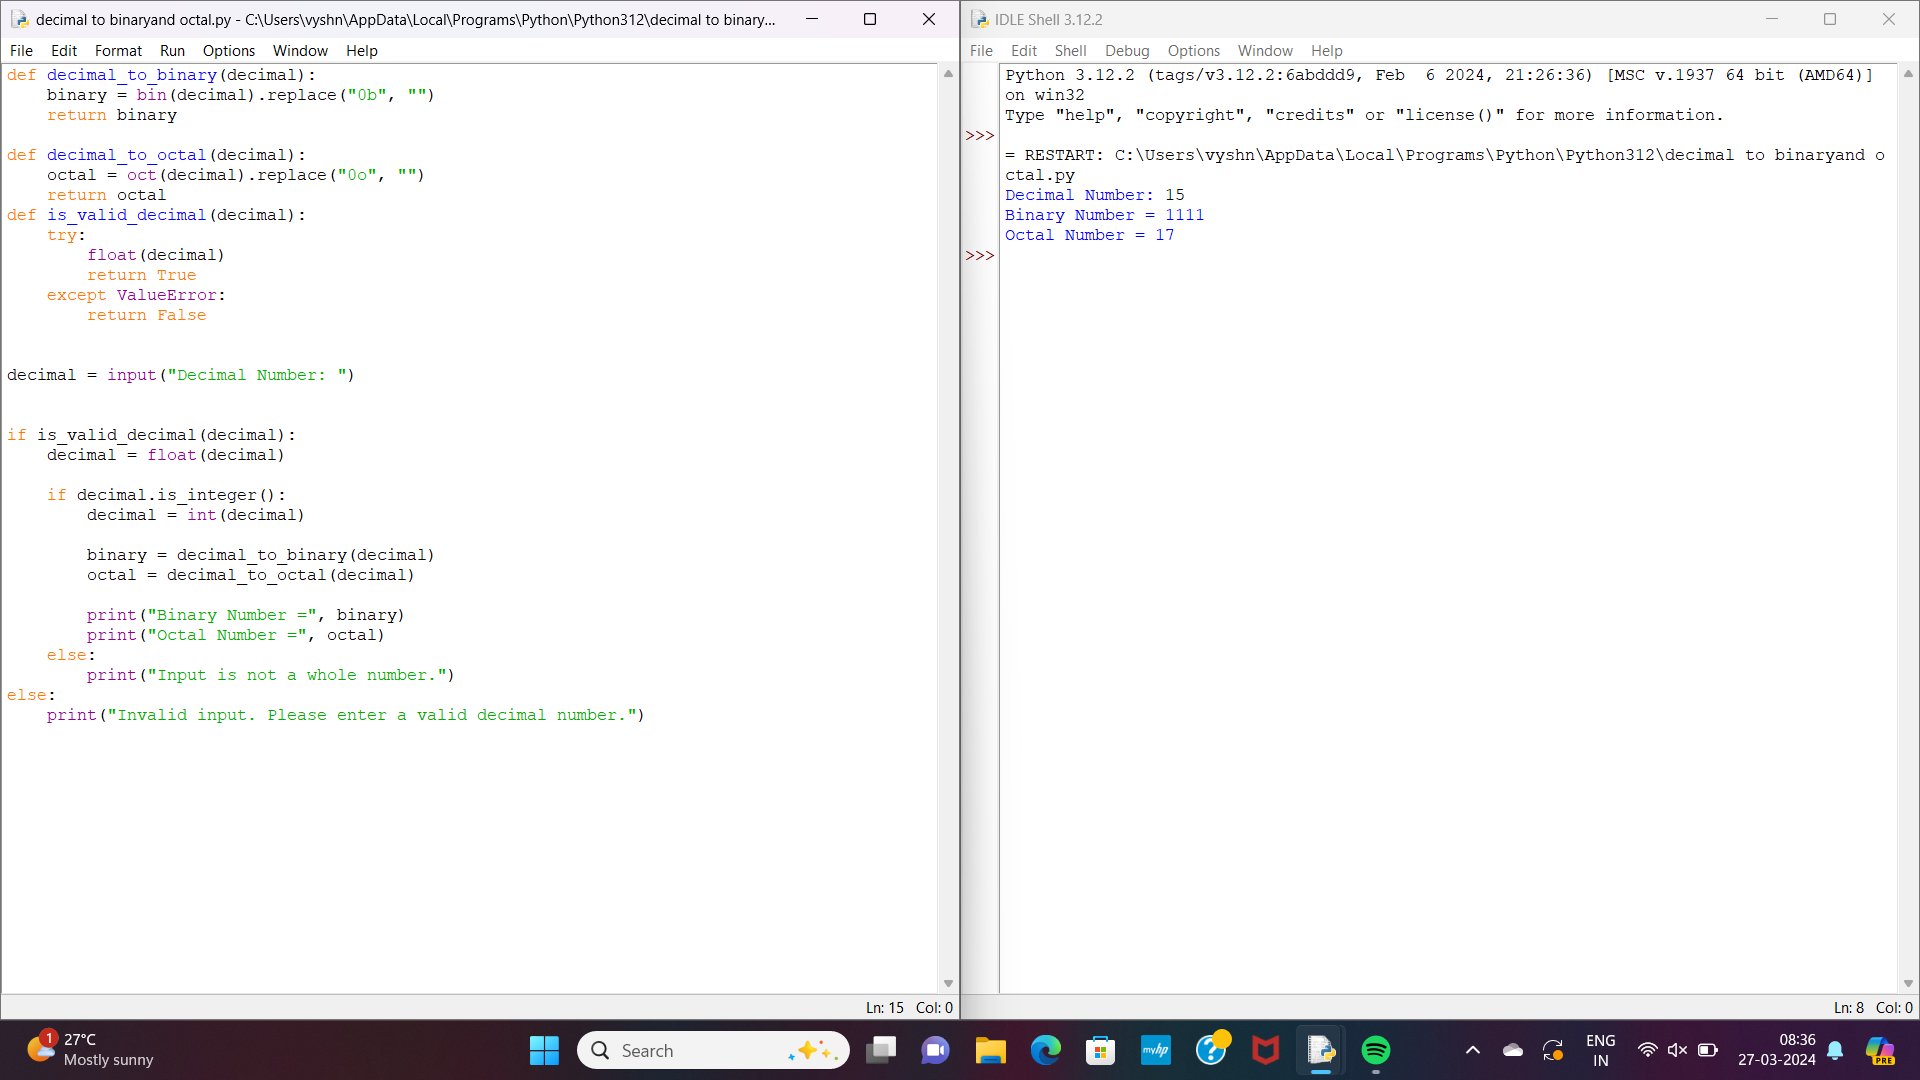 decimal to binaryand octal.py - C:\Users\vyshn\AppData\Local\Programs\Python\Python312\decimal to binary...
File Edit Format Run Options Window Help
def decimal_to_binary(decimal):
    binary = bin(decimal).replace("0b", "")
    return binary

def decimal_to_octal(decimal):
    octal = oct(decimal).replace("0o", "")
    return octal
def is_valid_decimal(decimal):
    try:
        float(decimal)
        return True
    except ValueError:
        return False


decimal = input("Decimal Number: ")


if is_valid_decimal(decimal):
    decimal = float(decimal)

    if decimal.is_integer():
        decimal = int(decimal)

        binary = decimal_to_binary(decimal)
        octal = decimal_to_octal(decimal)

        print("Binary Number =", binary)
        print("Octal Number =", octal)
    else:
        print("Input is not a whole number.")
else:
    print("Invalid input. Please enter a valid decimal number.")
Ln: 15 Col: 0
IDLE Shell 3.12.2
File Edit Shell Debug Options Window Help
Python 3.12.2 (tags/v3.12.2:6abddd9, Feb  6 2024, 21:26:36) [MSC v.1937 64 bit (AMD64)]
on win32
Type "help", "copyright", "credits" or "license()" for more information.
>>>
= RESTART: C:\Users\vyshn\AppData\Local\Programs\Python\Python312\decimal to binaryand o
ctal.py
Decimal Number: 15
Binary Number = 1111
Octal Number = 17
>>>
Ln: 8 Col: 0
1
27°C
Mostly sunny
Search
myhp
ENG
IN
08:36
27-03-2024
PRE